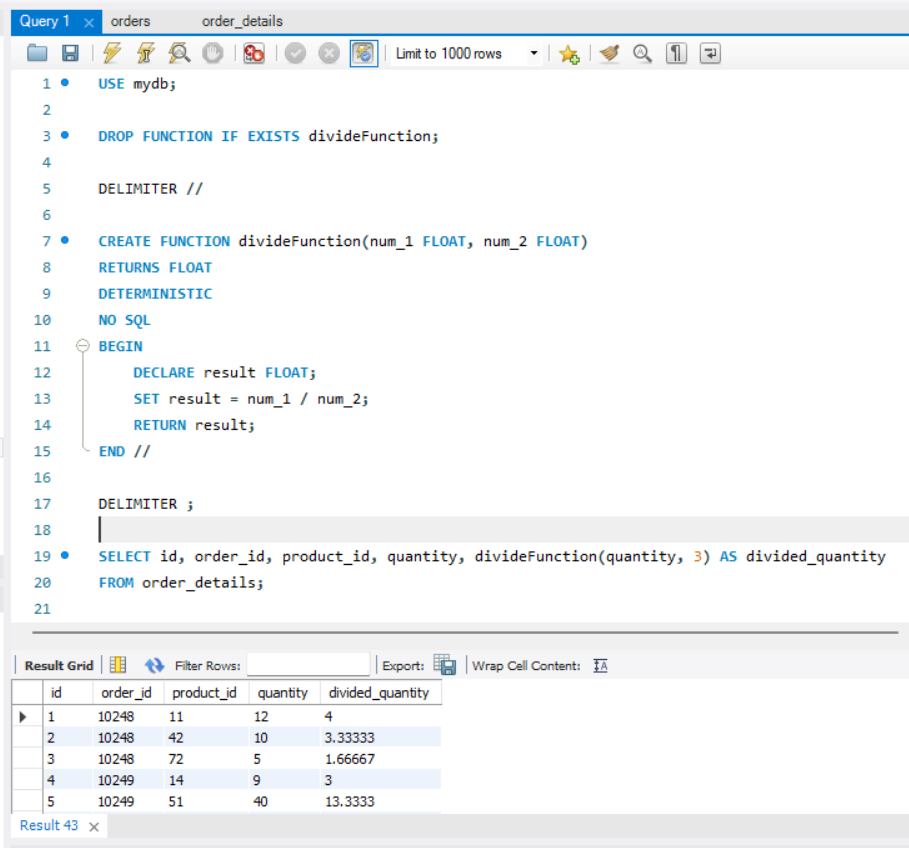 Query 1 orders order_details
Limit to 1000 rows
1 USE mydb;
2
3 DROP FUNCTION IF EXISTS divideFunction;
4
5 DELIMITER //
6
7 CREATE FUNCTION divideFunction(num_1 FLOAT, num_2 FLOAT)
8 RETURNS FLOAT
9 DETERMINISTIC
10 NO SQL
11 BEGIN
12 DECLARE result FLOAT;
13 SET result = num_1 / num_2;
14 RETURN result;
15 END //
16
17 DELIMITER ;
18
19 SELECT id, order_id, product_id, quantity, divideFunction(quantity, 3) AS divided_quantity
20 FROM order_details;
21
Result Grid Filter Rows: Export: Wrap Cell Content: IA
id order_id product_id quantity divided_quantity
1 10248 11 12 4
2 10248 42 10 3.33333
3 10248 72 5 1.66667
4 10249 14 9 3
5 10249 51 40 13.3333
Result 43